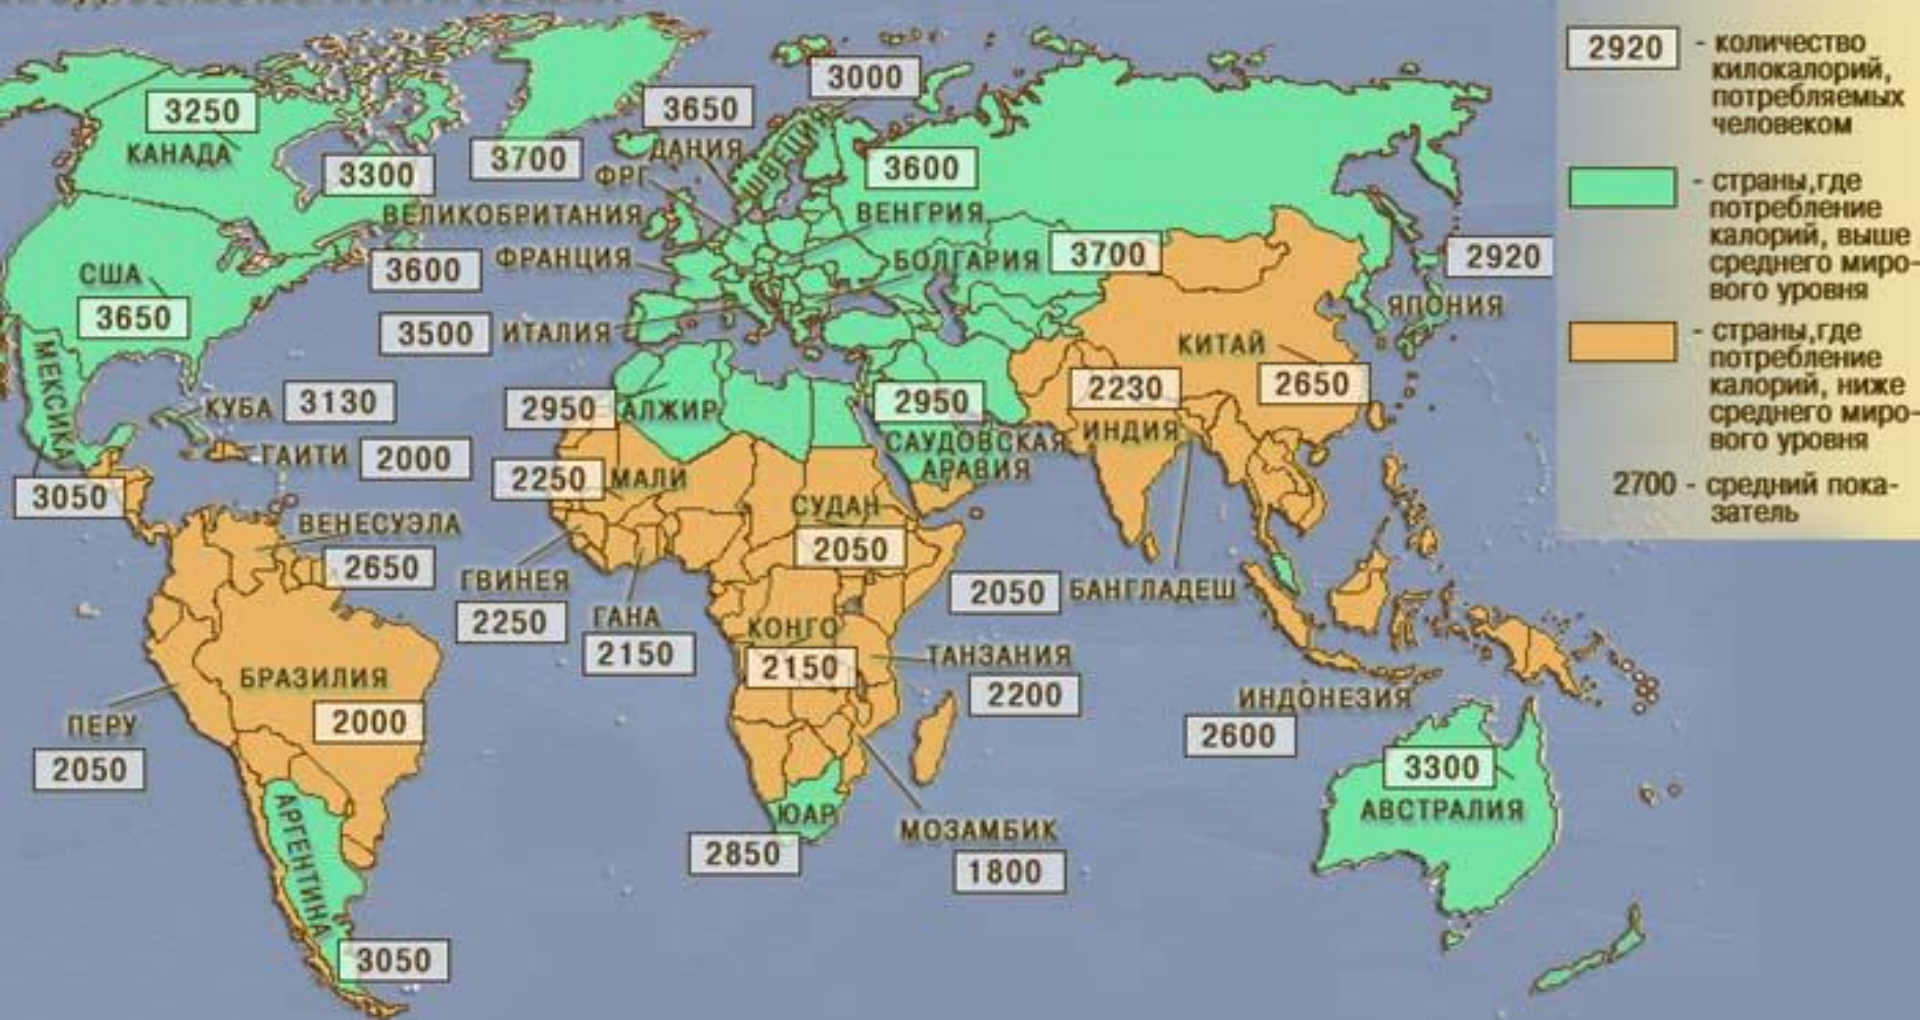 3250
КАНАДА
3300
ВЕЛИКОБРИТАНИЯ
3700
ФРГ
3650
ДАНИЯ
3000
ШВЕЦИЯ
3600
ВЕНГРИЯ
3600
ФРАНЦИЯ
БОЛГАРИЯ
3700
2920
ЯПОНИЯ
США
3650
3500
ИТАЛИЯ
МЕКСИКА
3050
КУБА
3130
ГАИТИ
2000
2950
АЛЖИР
2250
МАЛИ
2950
САУДОВСКАЯ
АРАВИЯ
2230
ИНДИЯ
КИТАЙ
2650
ВЕНЕСУЭЛА
2650
ГВИНЕЯ
2250
ГАНА
2150
СУДАН
2050
2050
БАНГЛАДЕШ
КОНГО
2150
ТАНЗАНИЯ
2200
БРАЗИЛИЯ
2000
ПЕРУ
2050
ИНДОНЕЗИЯ
2600
3300
АВСТРАЛИЯ
АРГЕНТИНА
3050
ЮАР
2850
МОЗАМБИК
1800
2920 - количество
килокалорий,
потребляемых
человеком
- страны,где
потребление
калорий, выше
среднего миро-
вого уровня
- страны,где
потребление
калорий, ниже
среднего миро-
вого уровня
2700 - средний пока-
затель